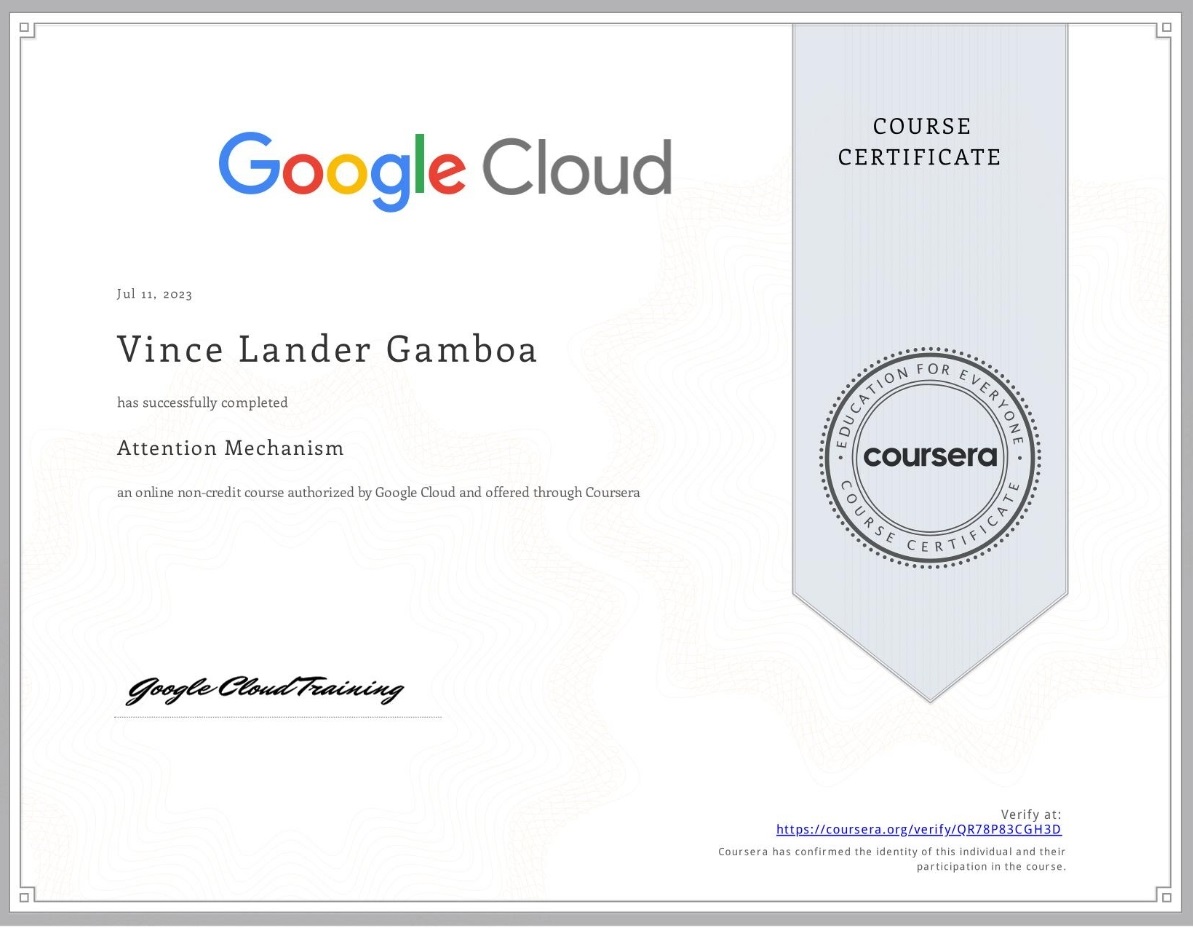 Google Cloud
COURSE
CERTIFICATE
Jul 11, 2023
Vince Lander Gamboa
has successfully completed
Attention Mechanism
an online non-credit course authorized by Google Cloud and offered through Coursera
EDUCATION FOR EVERYONE
coursera
COURSE CERTIFICATE
Google Cloud Training
Verify at:
https://coursera.org/verify/QR78P83CGH3D
Coursera has confirmed the identity of this individual and their
participation in the course.